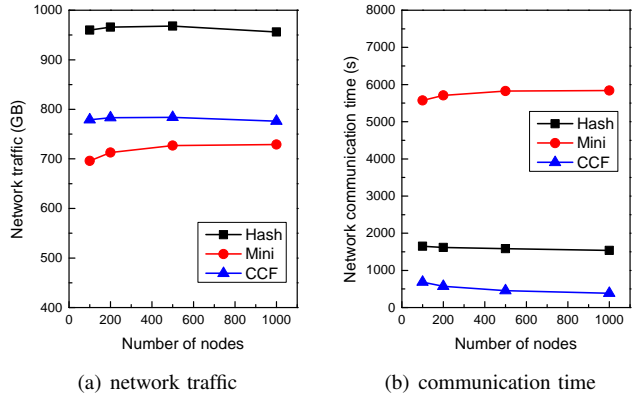 1000
900
800
700
600
500
400
0 200 400 600 800 1000
Network traffic (GB)
Number of nodes
Hash
Mini
CCF
(a) network traffic
8000
7000
6000
5000
4000
3000
2000
1000
0
0 200 400 600 800 1000
Network communication time (s)
Number of nodes
Hash
Mini
CCF
(b) communication time